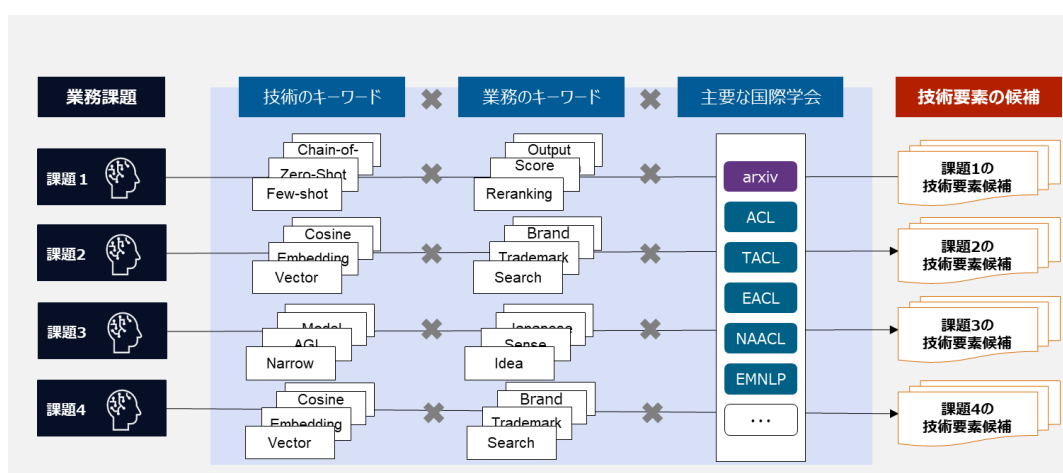 業務課題
技術のキーワード
業務のキーワード
主要な国際学会
技術要素の候補
課題１
Chain-of-
Zero-Shot
Few-shot
Output
Score
Reranking
arxiv
課題1の
技術要素候補
課題2
Cosine
Embedding
Vector
Brand
Trademark
Search
ACL
TACL
課題2の
技術要素候補
課題3
Model
AGI
Narrow
Japanese
Sense
Idea
EACL
NAACL
課題3の
技術要素候補
課題4
Cosine
Embedding
Vector
Brand
Trademark
Search
EMNLP
...
課題4の
技術要素候補